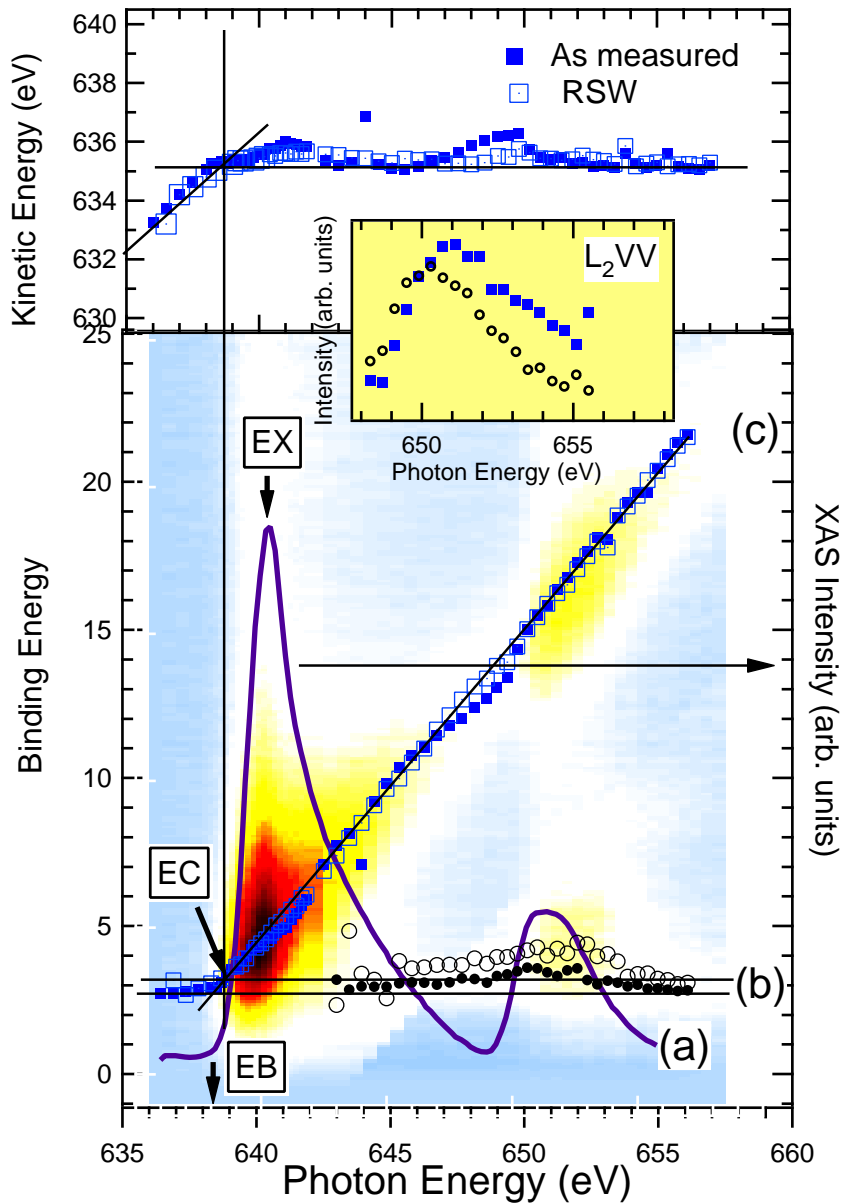 640
638
636
634
632
630
Kinetic Energy (eV)
As measured
RSW
L₂VV
Intensity (arb. units)
650
655
Photon Energy (eV)
25
20
15
10
5
0
Binding Energy
XAS Intensity (arb. units)
EX
EC
EB
(c)
(b)
(a)
635
640
645
650
655
660
Photon Energy (eV)